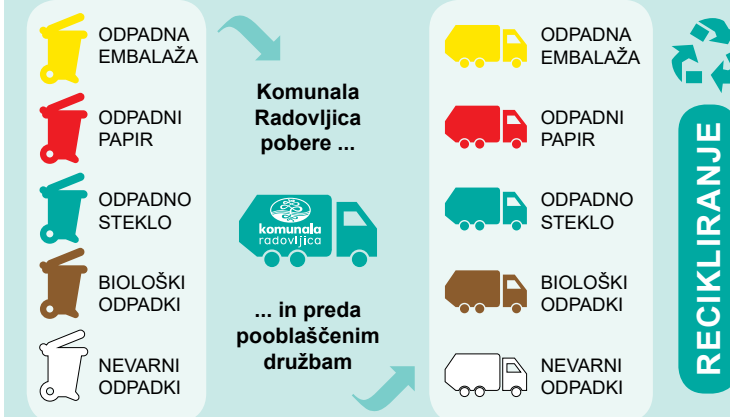 ODPADNA
EMBALAŽA
ODPADNI
PAPIR
ODPADNO
STEKLO
BIOLOŠKI
ODPADKI
NEVARNI
ODPADKI
Komunala
Radovljica
pobere ...
komunala
radovljica
... in preda
pooblaščenim
družbam
ODPADNA
EMBALAŽA
ODPADNI
PAPIR
ODPADNO
STEKLO
BIOLOŠKI
ODPADKI
NEVARNI
ODPADKI
RECIKLIRANJE